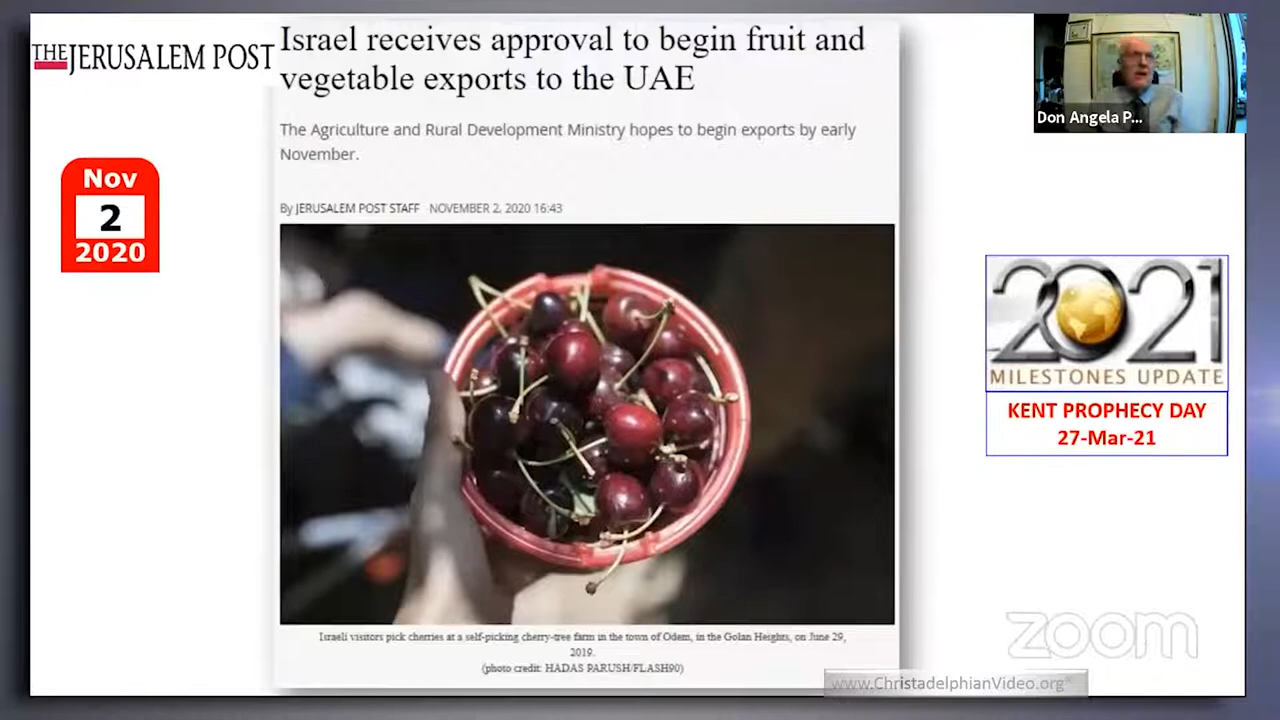 THE JERUSALEM POST
Israel receives approval to begin fruit and
vegetable exports to the UAE
The Agriculture and Rural Development Ministry hopes to begin exports by early
November.
By JERUSALEM POST STAFF NOVEMBER 2, 2020 16:43
Nov
2
2020
Israeli visitors pick cherries at a self-picking cherry-tree farm in the town of Odem, in the Golan Heights, on June 29,
2019.
(photo credit: HADAS PARUSH/FLASH90)
Don Angela P...
2021
MILESTONES UPDATE
KENT PROPHECY DAY
27-Mar-21
zoom
www.ChristadelphianVideo.org